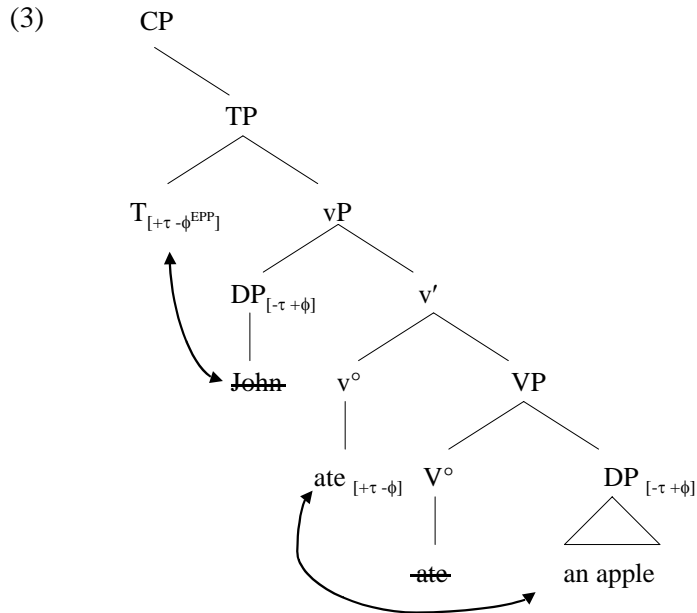 (3) CP
TP
T[+τ -ϕEPP] vP
DP[-τ +ϕ] v′
John v° VP
ate [+τ -ϕ] V° DP[-τ +ϕ]
ate an apple